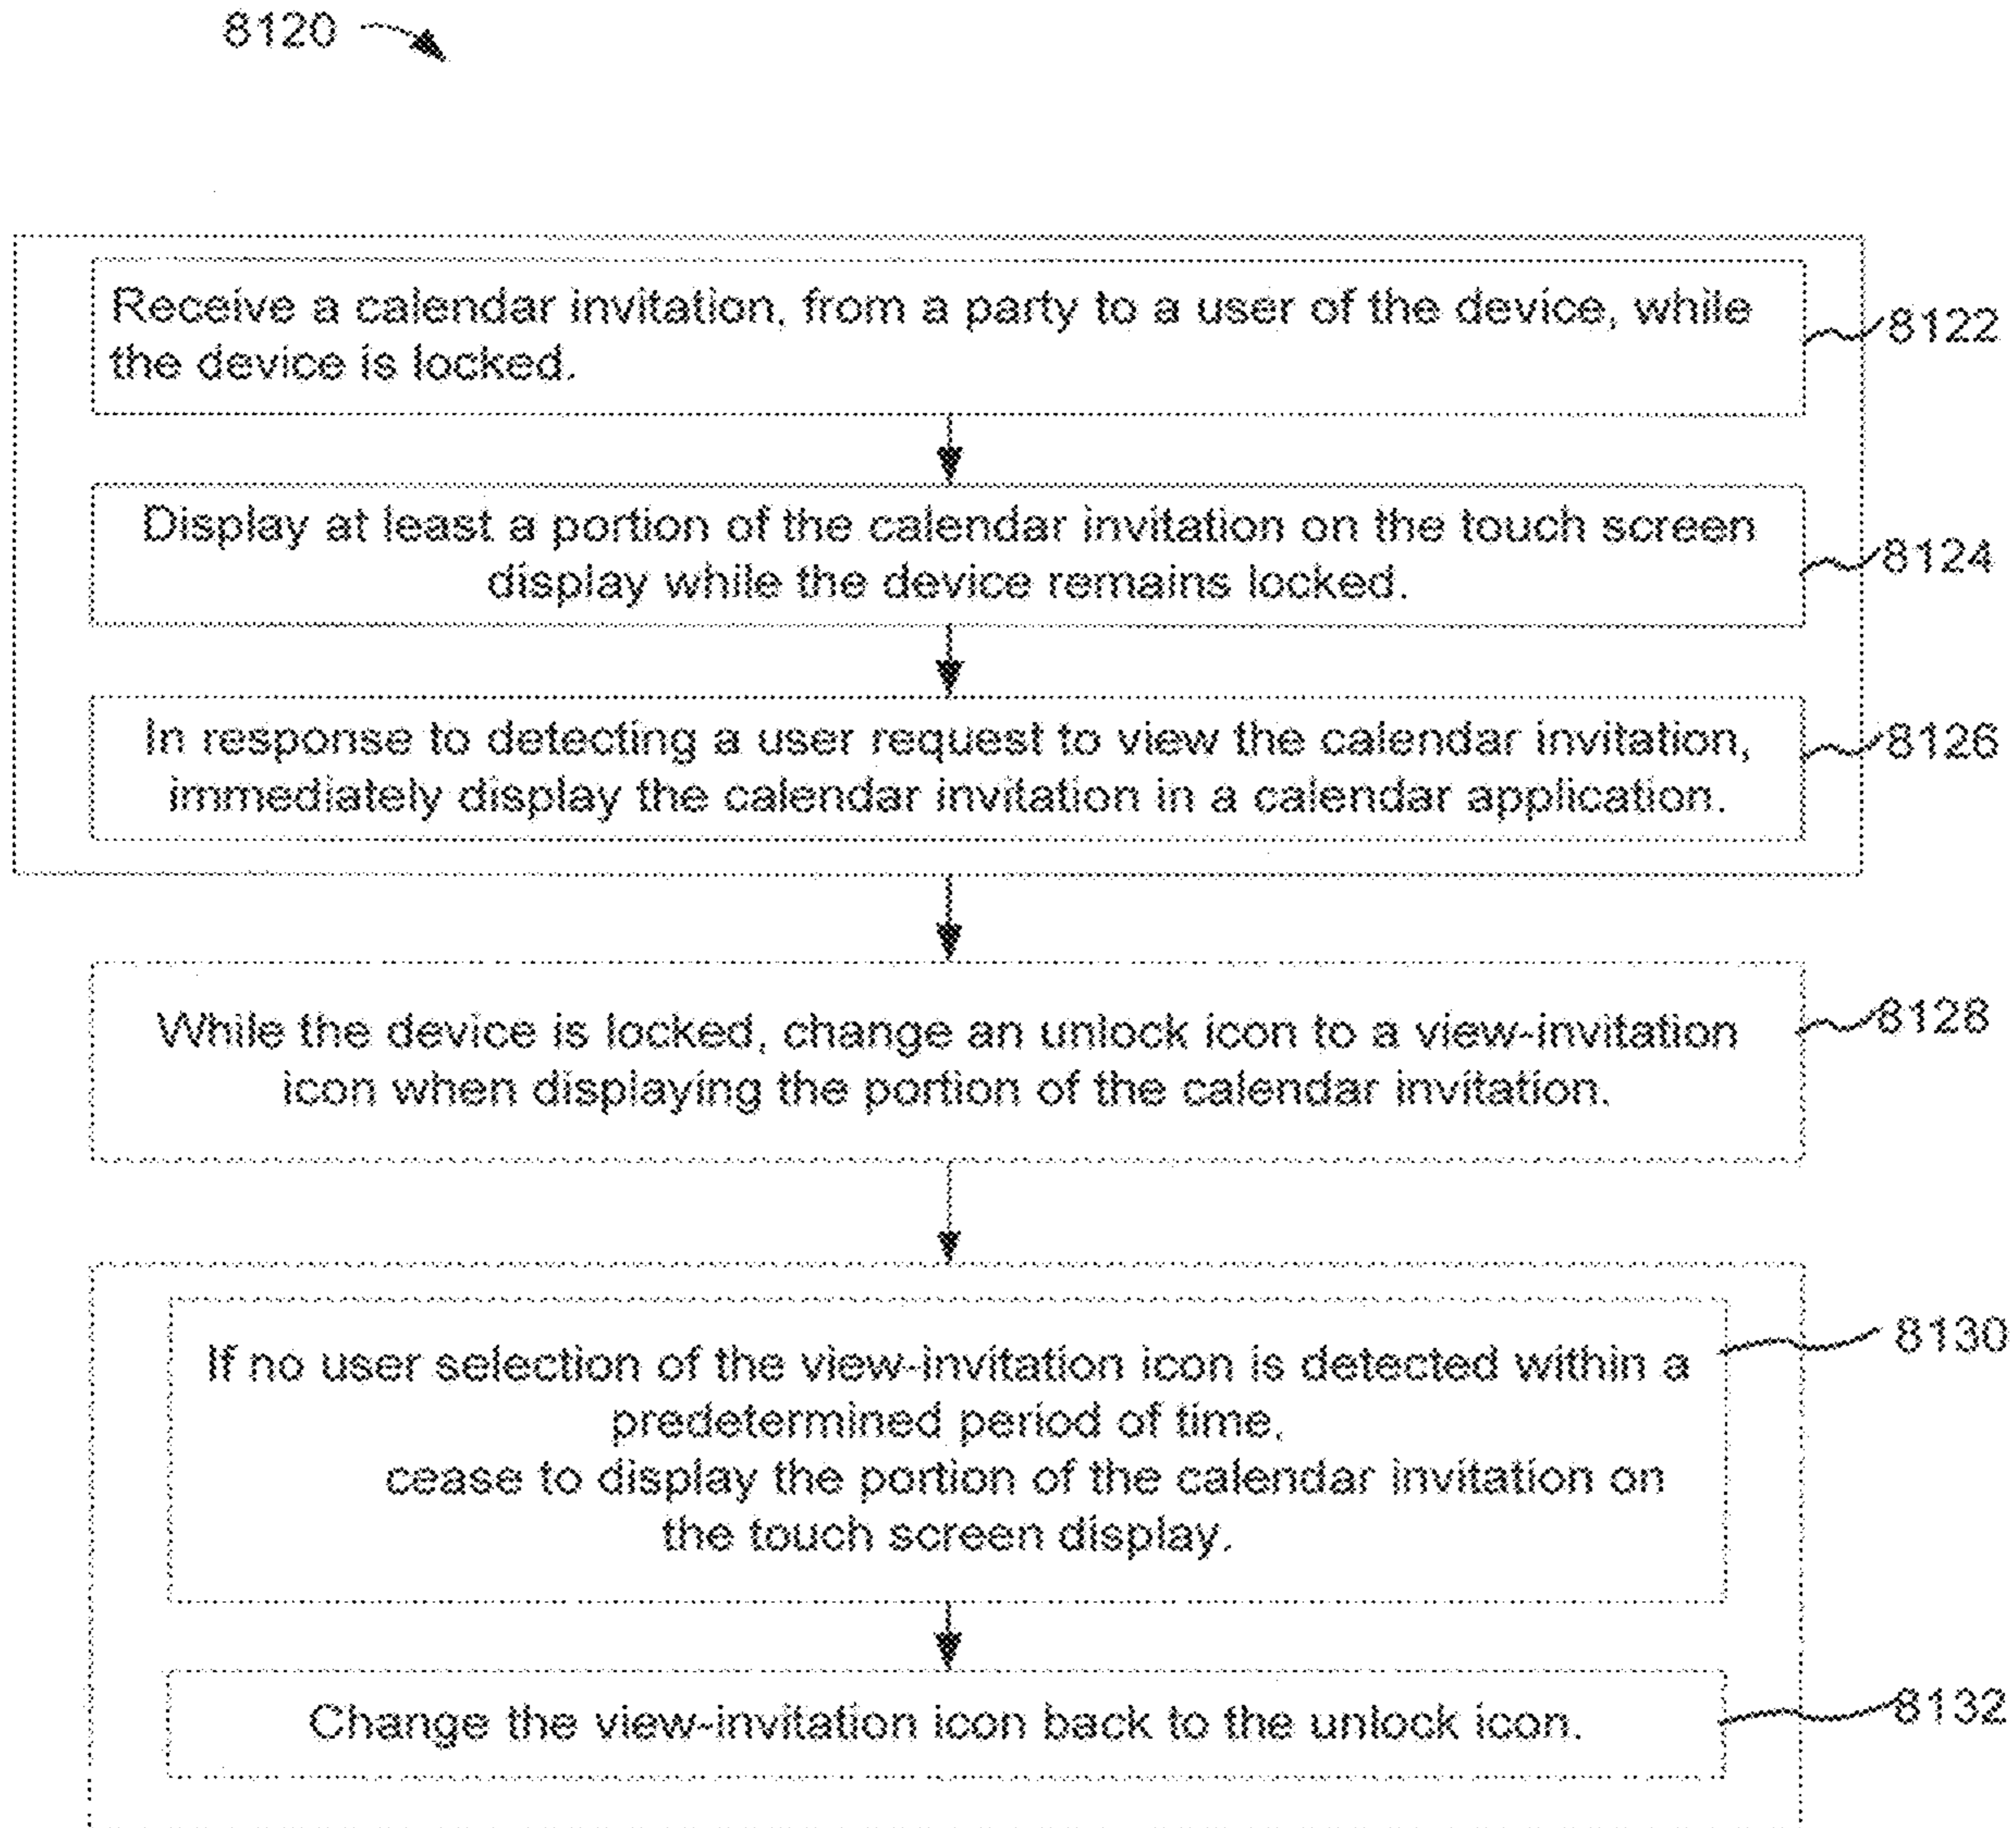 8120
Receive a calendar invitation, from a party to a user of the device, while
the device is locked.
8122
Display at least a portion of the calendar invitation on the touch screen
display while the device remains locked.
8124
In response to detecting a user request to view the calendar invitation,
immediately display the calendar invitation in a calendar application.
8126
While the device is locked, change an unlock icon to a view-invitation
icon when displaying the portion of the calendar invitation.
8128
If no user selection of the view-invitation icon is detected within a
predetermined period of time,
cease to display the portion of the calendar invitation on
the touch screen display.
8130
Change the view-invitation icon back to the unlock icon.
8132